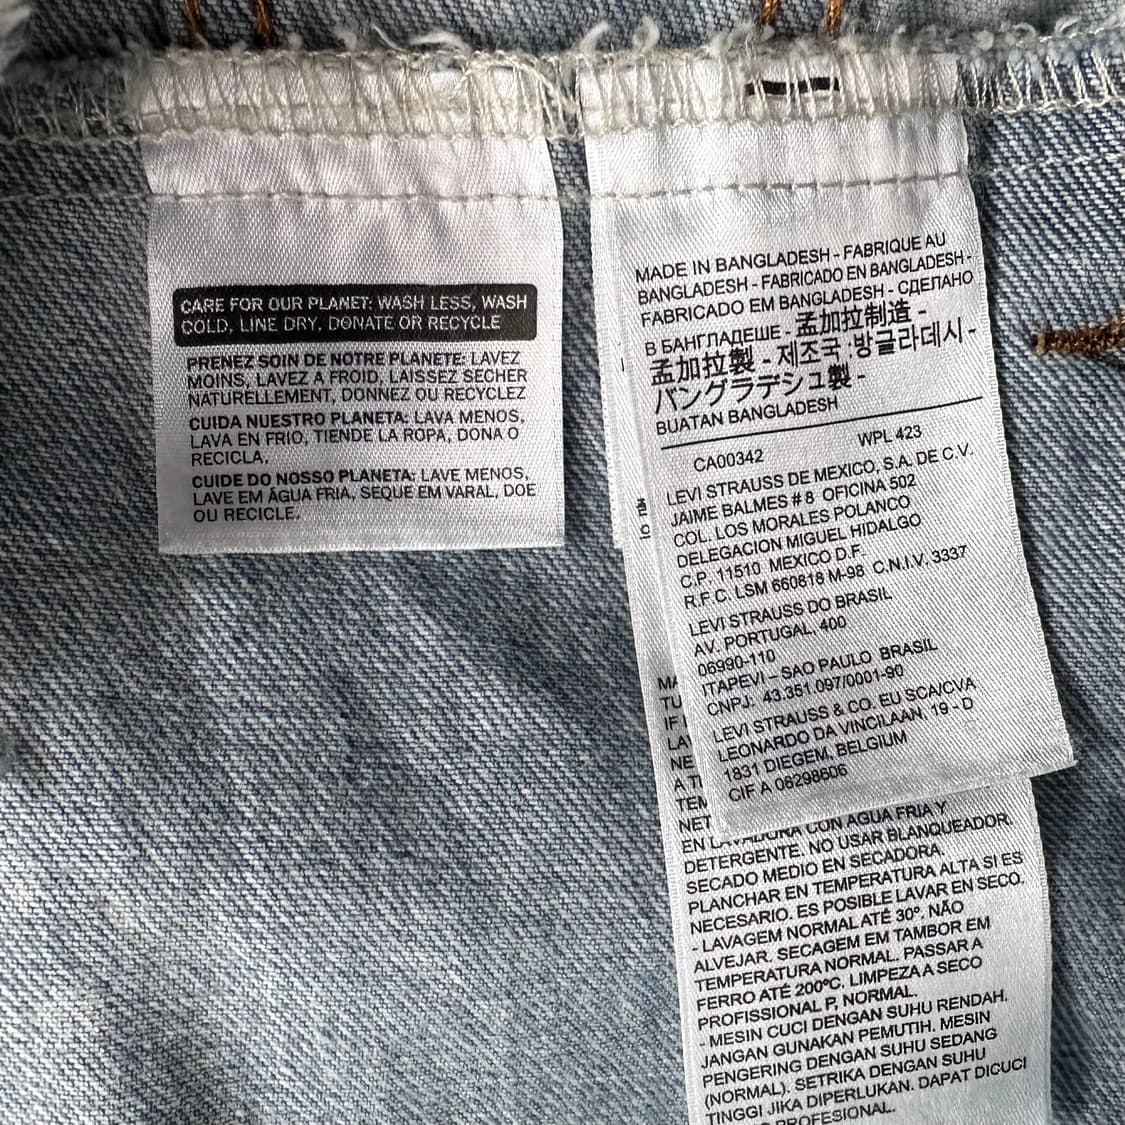 CARE FOR OUR PLANET: WASH LESS, WASH
COLD, LINE DRY, DONATE OR RECYCLE
PRENEZ SOIN DE NOTRE PLANETE: LAVEZ
MOINS, LAVEZ A FROID, LAISSEZ SECHER
NATURELLEMENT, DONNEZ OU RECYCLEZ
CUIDA NUESTRO PLANETA: LAVA MENOS,
LAVA EN FRIO, TIENDE LA ROPA, DONA O
RECICLA.
CUIDE DO NOSSO PLANETA: LAVE MENOS,
LAVE EM ÁGUA FRIA, SEQUE EM VARAL, DOE
OU RECICLE.
MADE IN BANGLADESH - FABRIQUE AU
BANGLADESH - FABRICADO EN BANGLADESH -
FABRICADO EM BANGLADESH - СДЕЛАНО
В БАНГЛАДЕШЕ - 孟加拉制造 -
孟加拉製 - 제조국 :방글라데시 -
バングラデシュ製 -
BUATAN BANGLADESH
CA00342 WPL 423
LEVI STRAUSS DE MEXICO, S.A. DE C.V.
JAIME BALMES # 8 OFICINA 502
COL. LOS MORALES POLANCO
DELEGACION MIGUEL HIDALGO
C.P. 11510 MEXICO D.F.
R.F.C. LSM 660818 M-98 C.N.I.V. 3337
LEVI STRAUSS DO BRASIL
AV. PORTUGAL, 400
06990-110
ITAPEVI – SAO PAULO BRASIL
CNPJ: 43.351.097/0001-90
LEVI STRAUSS & CO. EU SCA/CVA
LEONARDO DA VINCILAAN, 19 - D
1831 DIEGEM, BELGIUM
CIF A 06298606
EN LAVADORA CON AGUA FRIA Y
DETERGENTE. NO USAR BLANQUEADOR.
SECADO MEDIO EN SECADORA.
PLANCHAR EN TEMPERATURA ALTA SI ES
NECESARIO. ES POSIBLE LAVAR EN SECO.
- LAVAGEM NORMAL ATÉ 30º. NÃO
ALVEJAR. SECAGEM EM TAMBOR EM
TEMPERATURA NORMAL. PASSAR A
FERRO ATÉ 200ºC. LIMPEZA A SECO
PROFISSIONAL P, NORMAL.
- MESIN CUCI DENGAN SUHU RENDAH.
JANGAN GUNAKAN PEMUTIH. MESIN
PENGERING DENGAN SUHU SEDANG
(NORMAL). SETRIKA DENGAN SUHU
TINGGI JIKA DIPERLUKAN. DAPAT DICUCI
PROFESIONAL.